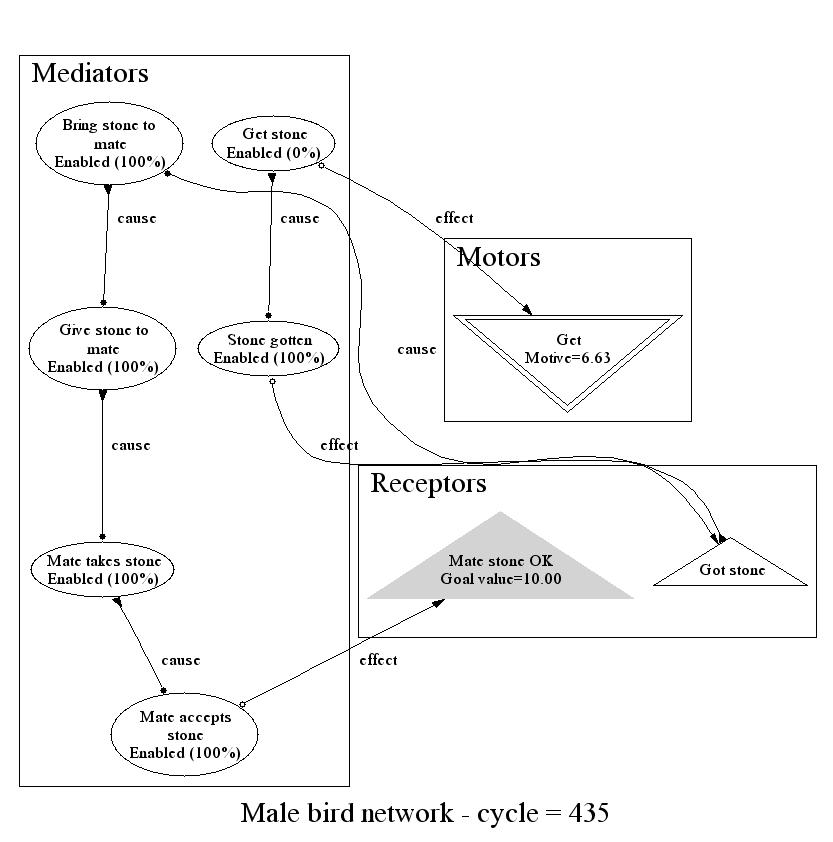 Mediators
Bring stone to
mate
Enabled (100%)
Get stone
Enabled (0%)
cause
cause
effect
Motors
Get
Motive=6.63
Give stone to
mate
Enabled (100%)
Stone gotten
Enabled (100%)
cause
cause
effect
Receptors
Mate stone OK
Goal value=10.00
Got stone
Mate takes stone
Enabled (100%)
cause
effect
Mate accepts
stone
Enabled (100%)
Male bird network - cycle = 435